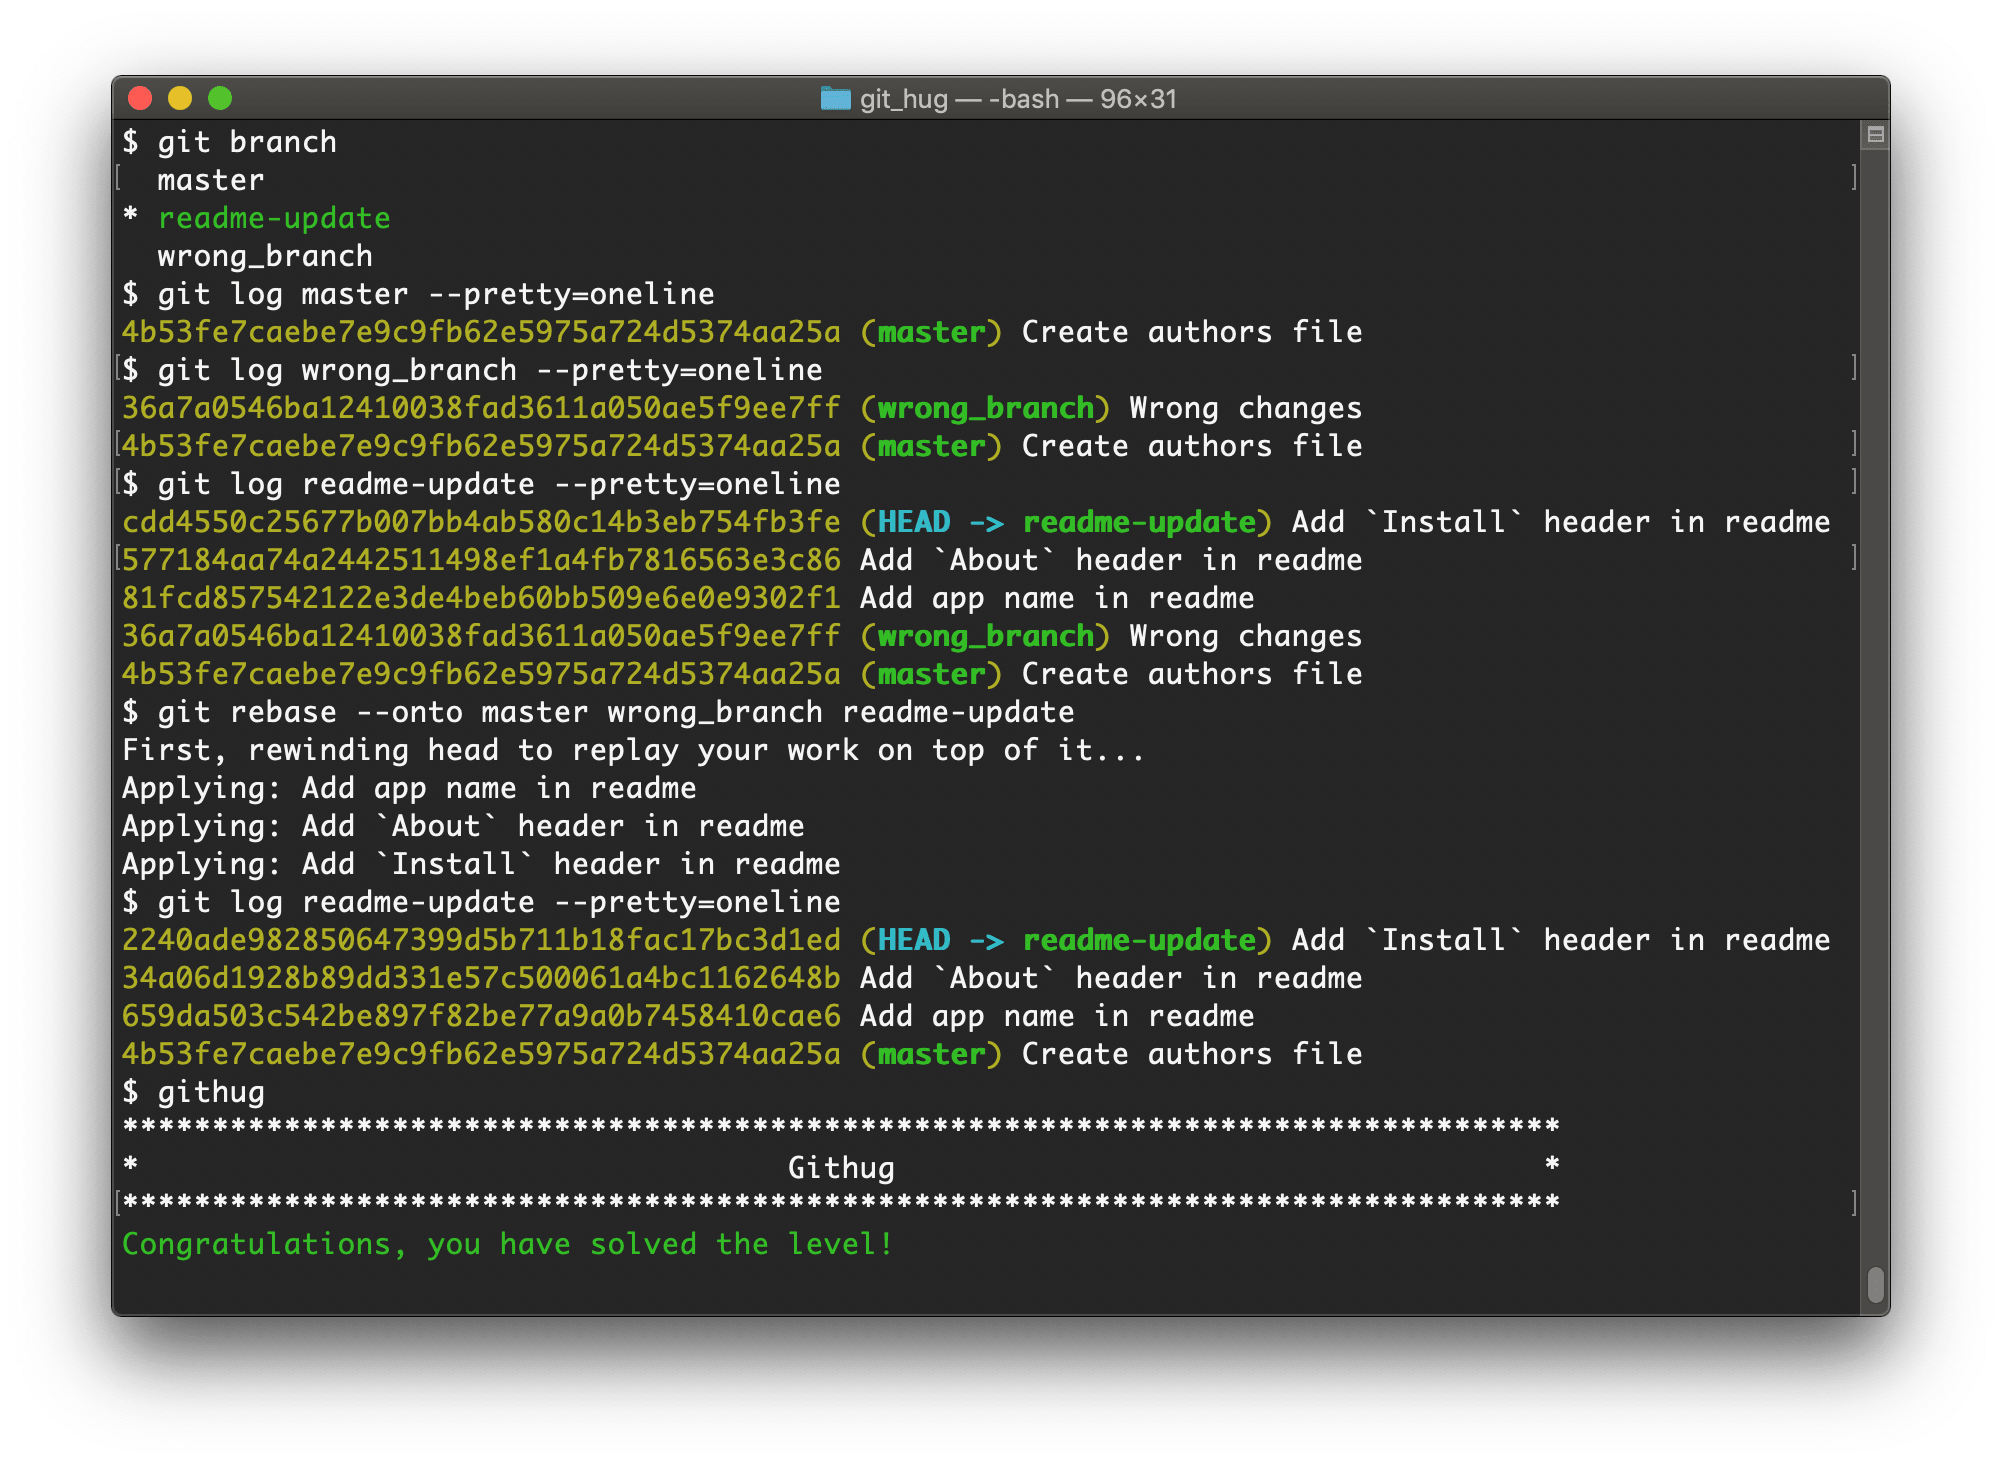 git_hug — -bash — 96×31
$ git branch
  master
* readme-update
  wrong_branch
$ git log master --pretty=oneline
4b53fe7caebe7e9c9fb62e5975a724d5374aa25a (master) Create authors file
$ git log wrong_branch --pretty=oneline
36a7a0546ba12410038fad3611a050ae5f9ee7ff (wrong_branch) Wrong changes
4b53fe7caebe7e9c9fb62e5975a724d5374aa25a (master) Create authors file
$ git log readme-update --pretty=oneline
cdd4550c25677b007bb4ab580c14b3eb754fb3fe (HEAD -> readme-update) Add `Install` header in readme
577184aa74a2442511498ef1a4fb7816563e3c86 Add `About` header in readme
81fcd857542122e3de4beb60bb509e6e0e9302f1 Add app name in readme
36a7a0546ba12410038fad3611a050ae5f9ee7ff (wrong_branch) Wrong changes
4b53fe7caebe7e9c9fb62e5975a724d5374aa25a (master) Create authors file
$ git rebase --onto master wrong_branch readme-update
First, rewinding head to replay your work on top of it...
Applying: Add app name in readme
Applying: Add `About` header in readme
Applying: Add `Install` header in readme
$ git log readme-update --pretty=oneline
2240ade982850647399d5b711b18fac17bc3d1ed (HEAD -> readme-update) Add `Install` header in readme
34a06d1928b89dd331e57c500061a4bc1162648b Add `About` header in readme
659da503c542be897f82be77a9a0b7458410cae6 Add app name in readme
4b53fe7caebe7e9c9fb62e5975a724d5374aa25a (master) Create authors file
$ githug
********************************************************************************
*                                    Githug                                    *
********************************************************************************
Congratulations, you have solved the level!